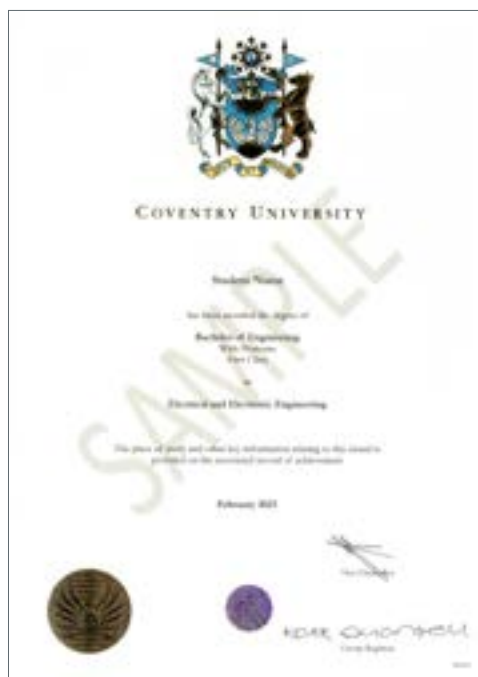 COVENTRY UNIVERSITY
SAMPLE
Student Name
has been awarded the degree of
Bachelor of Engineering
With Honours
First Class
in
Electrical and Electronic Engineering
The place of study and other key information relating to this award is
provided on the associated record of achievement
Vice-Chancellor